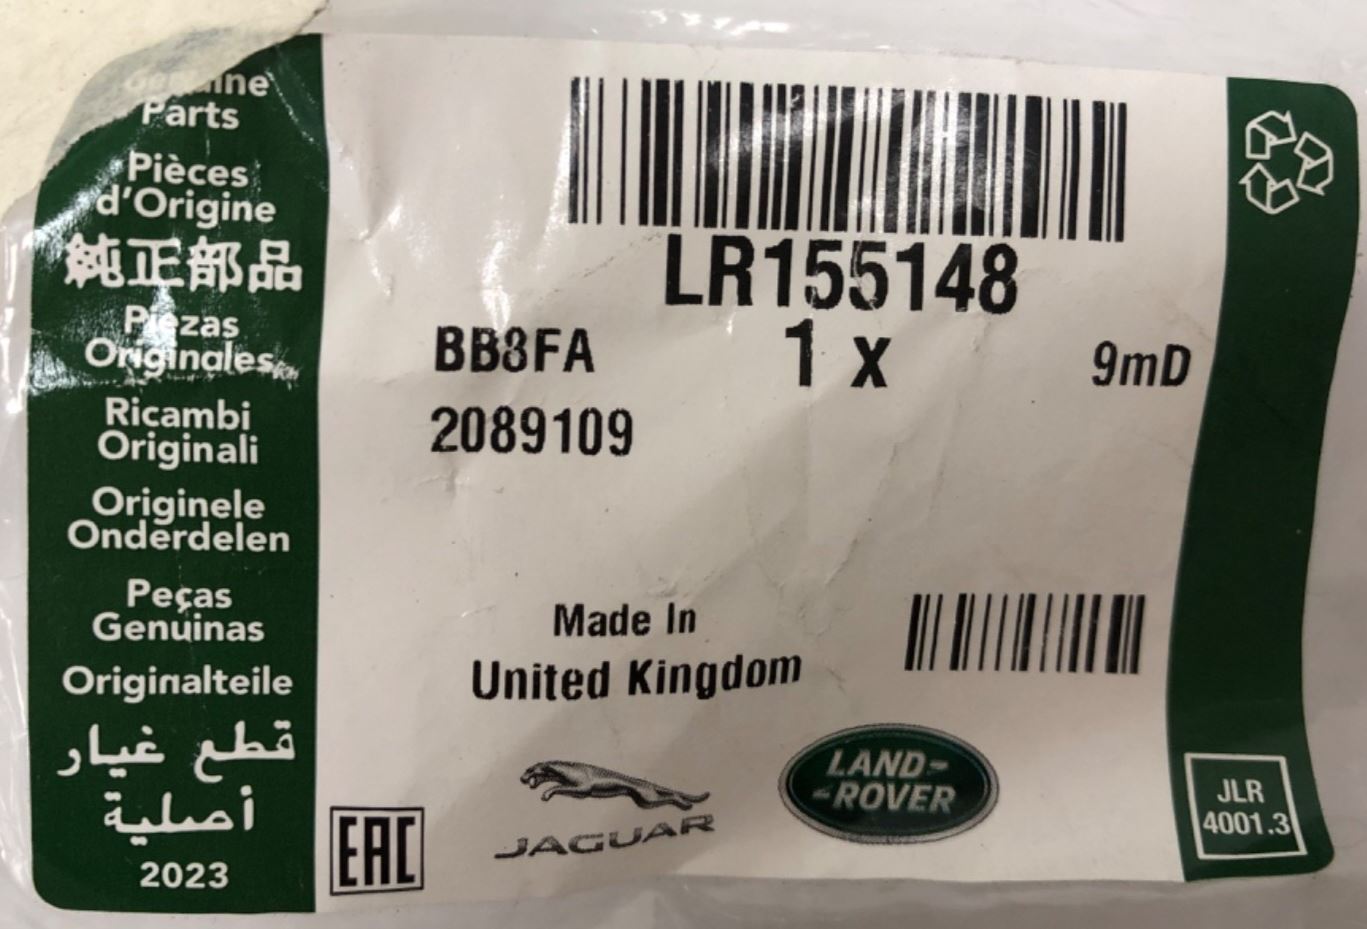 Genuine
Parts
Pièces
d'Origine
純正部品
Piezas
Originales
Ricambi
Originali
Originele
Onderdelen
Peças
Genuinas
Originalteile
قطع غيار
أصلية
2023
LR155148
BB8FA
1 x
9mD
2089109
Made In
United Kingdom
EAC
JAGUAR
LAND-
-ROVER
JLR
4001.3